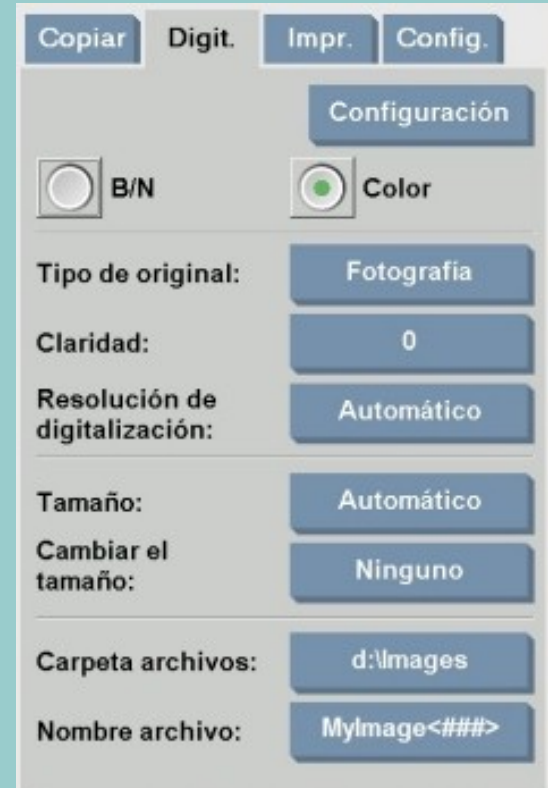 Copiar Digit. Impr. Config.
Configuración
B/N Color
Tipo de original: Fotografía
Claridad: 0
Resolución de
digitalización: Automático
Tamaño: Automático
Cambiar el
tamaño: Ninguno
Carpeta archivos: d:\Images
Nombre archivo: MyImage<###>